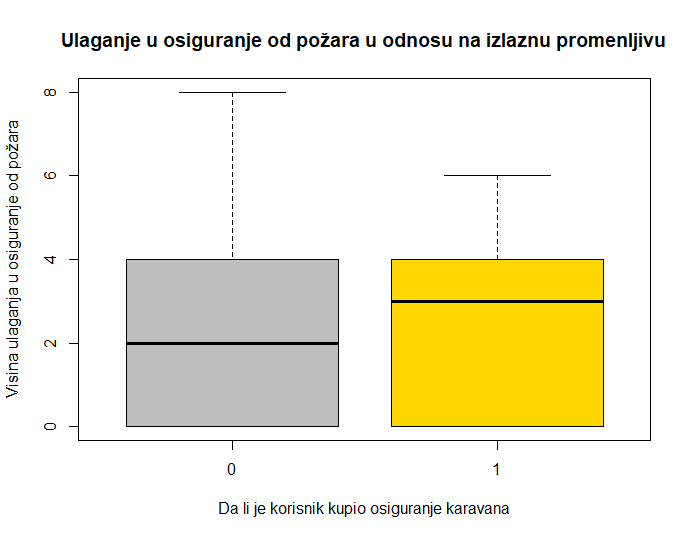 Ulaganje u osiguranje od požara u odnosu na izlaznu promenljivu
Visina ulaganja u osiguranje od požara
8
6
4
2
0
0
1
Da li je korisnik kupio osiguranje karavana